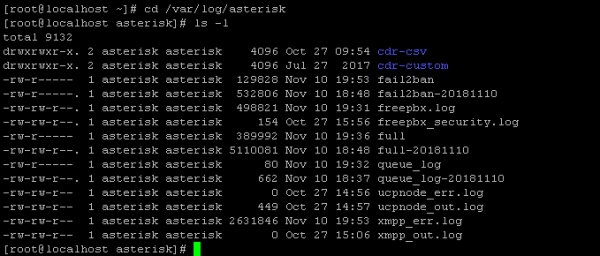 [root@localhost ~]# cd /var/log/asterisk
[root@localhost asterisk]# ls -l
total 9132
drwxrwxr-x. 2 asterisk asterisk    4096 Oct 27 09:54 cdr-csv
drwxrwxr-x. 2 asterisk asterisk    4096 Jul 27  2017 cdr-custom
-rw-r-----  1 asterisk asterisk  129828 Nov 10 19:53 fail2ban
-rw-r-----. 1 asterisk asterisk  532806 Nov 10 18:48 fail2ban-20181110
-rw-rw-r--. 1 asterisk asterisk  498821 Nov 10 19:31 freepbx.log
-rw-rw-r--. 1 asterisk asterisk     154 Oct 27 15:56 freepbx_security.log
-rw-r-----  1 asterisk asterisk  389992 Nov 10 19:36 full
-rw-rw-r--. 1 asterisk asterisk 5110081 Nov 10 18:48 full-20181110
-rw-r-----  1 asterisk asterisk      80 Nov 10 19:32 queue_log
-rw-rw-r--. 1 asterisk asterisk     662 Nov 10 18:37 queue_log-20181110
-rw-rw-r--  1 asterisk asterisk       0 Oct 27 14:56 ucpnode_err.log
-rw-rw-r--  1 asterisk asterisk     449 Oct 27 14:57 ucpnode_out.log
-rw-rw-r--  1 asterisk asterisk 2631846 Nov 10 19:53 xmpp_err.log
-rw-rw-r--  1 asterisk asterisk       0 Oct 27 15:06 xmpp_out.log
[root@localhost asterisk]#